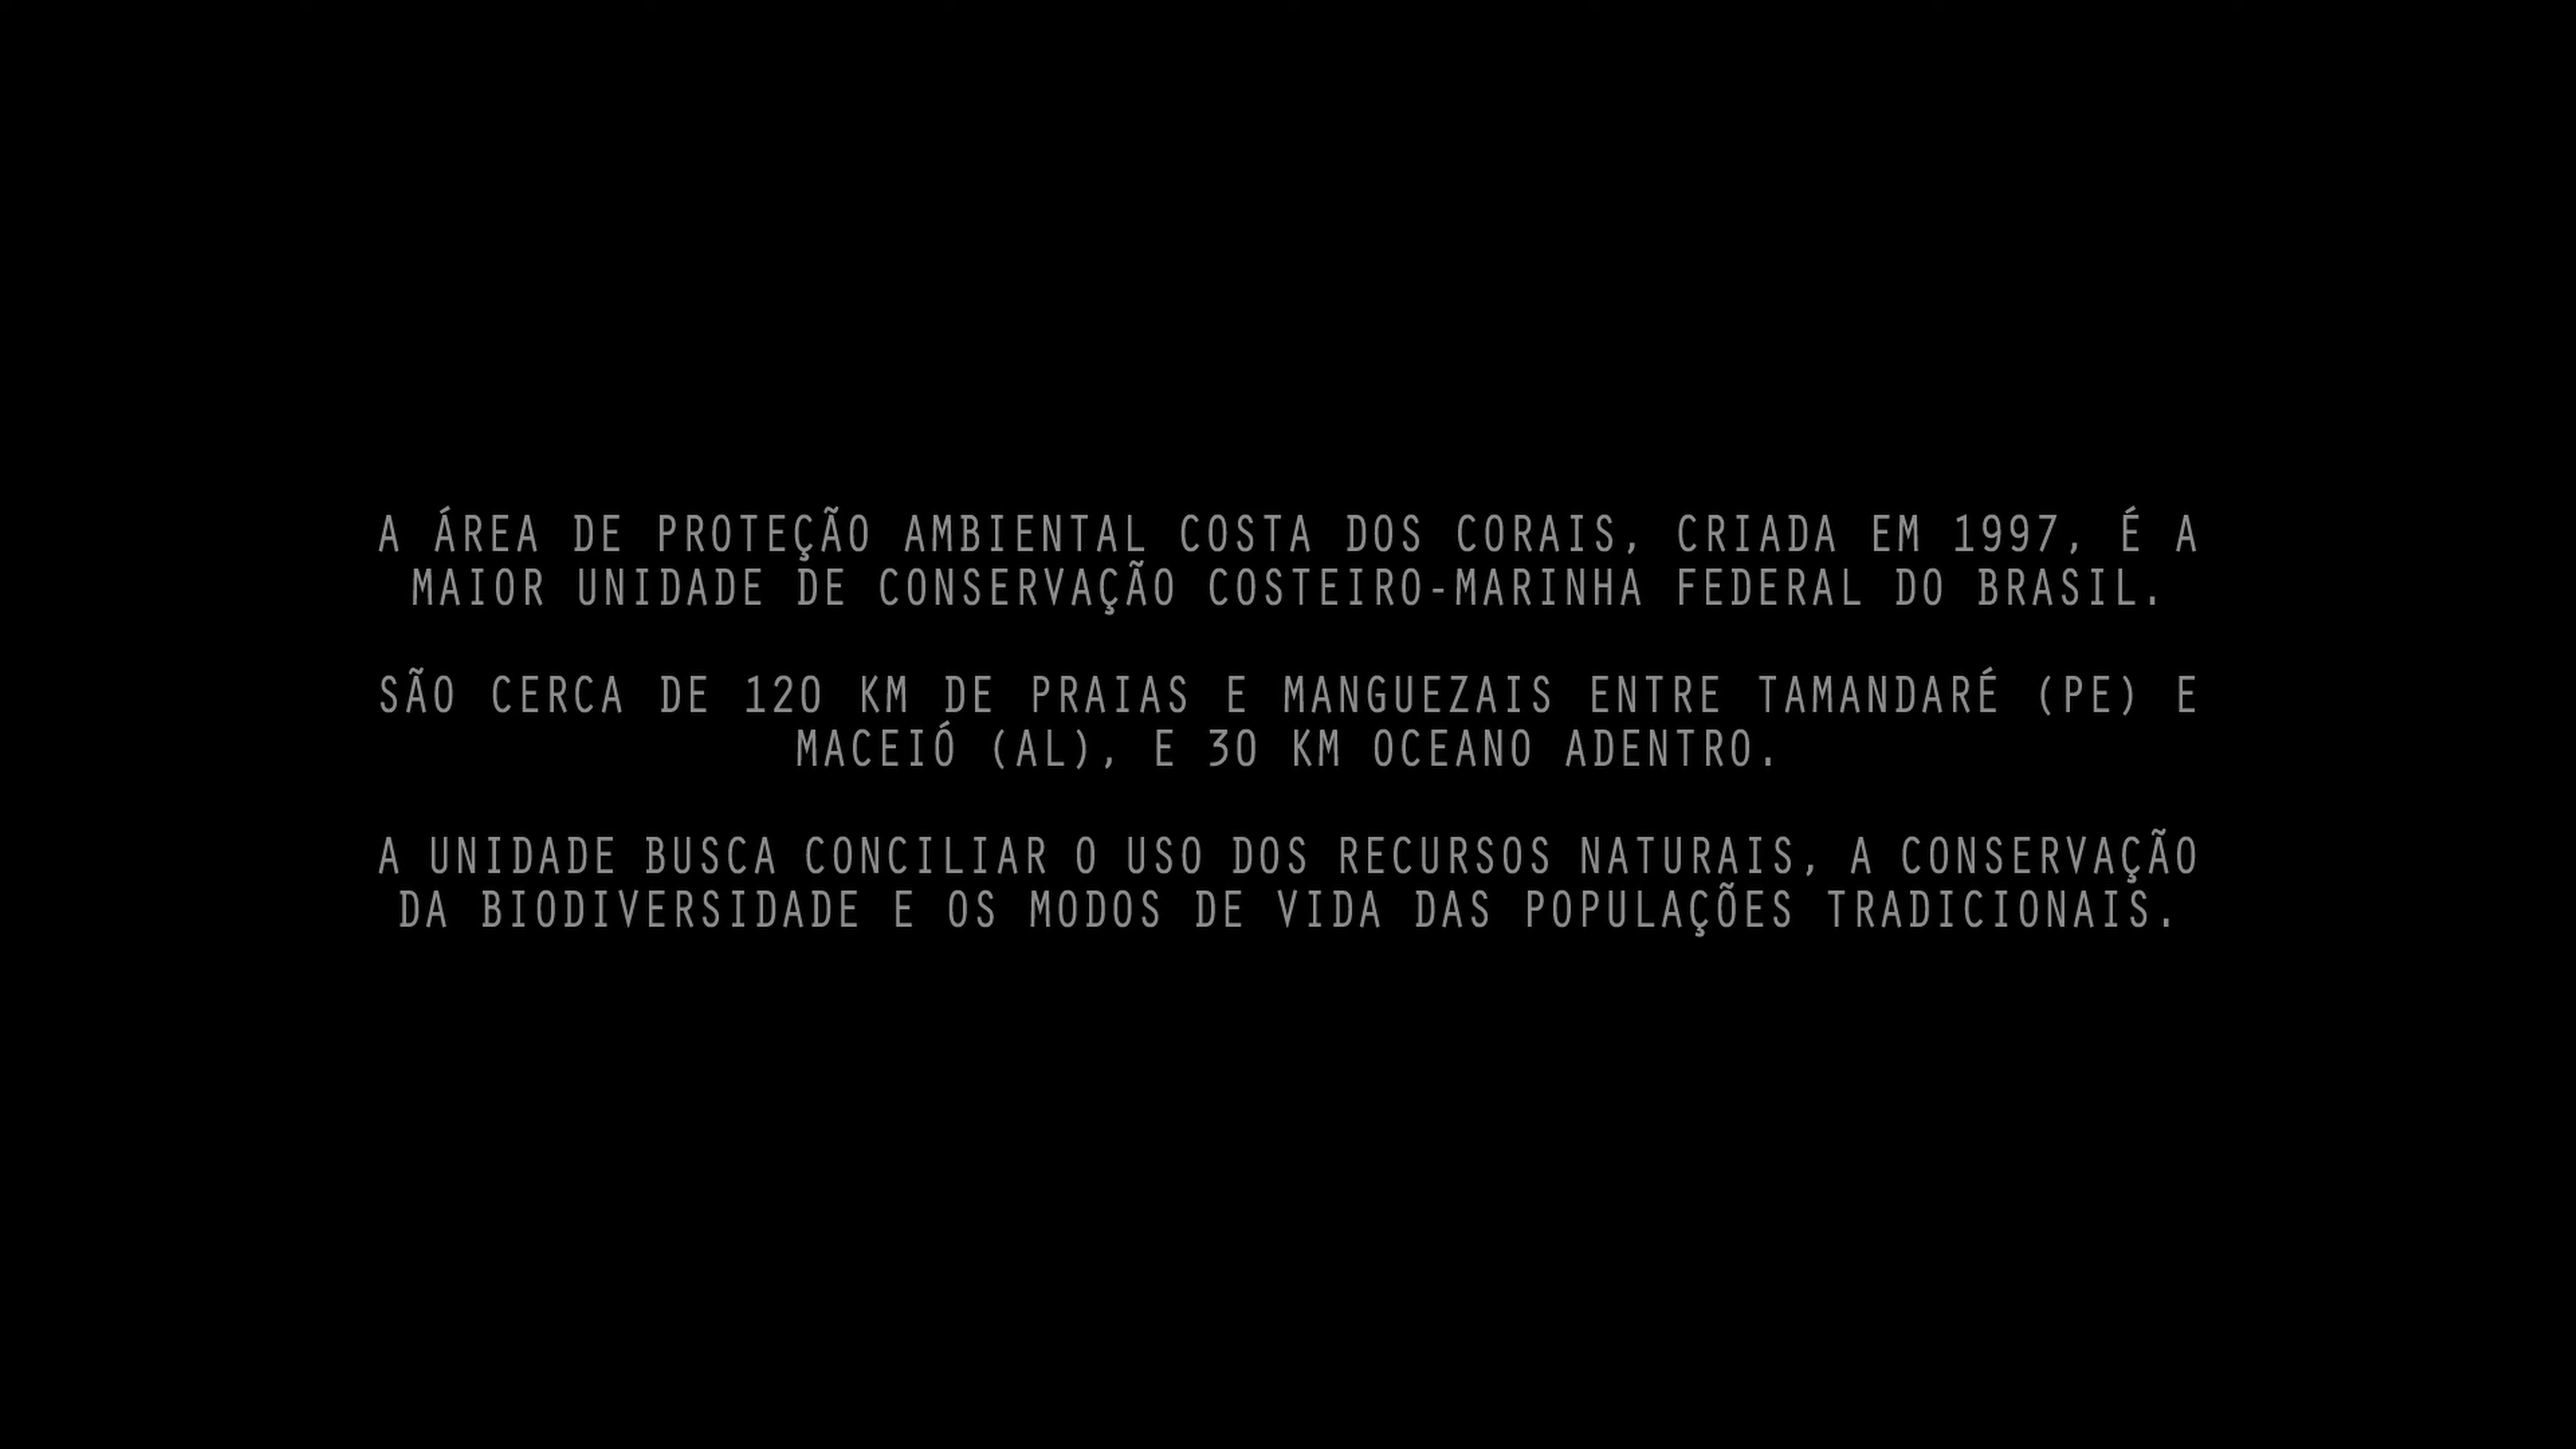 A ÁREA DE PROTEÇÃO AMBIENTAL COSTA DOS CORAIS, CRIADA EM 1997, É A
MAIOR UNIDADE DE CONSERVAÇÃO COSTEIRO-MARINHA FEDERAL DO BRASIL.
SÃO CERCA DE 120 KM DE PRAIAS E MANGUEZAIS ENTRE TAMANDARÉ (PE) E
MACEIÓ (AL), E 30 KM OCEANO ADENTRO.
A UNIDADE BUSCA CONCILIAR O USO DOS RECURSOS NATURAIS, A CONSERVAÇÃO
DA BIODIVERSIDADE E OS MODOS DE VIDA DAS POPULAÇÕES TRADICIONAIS.